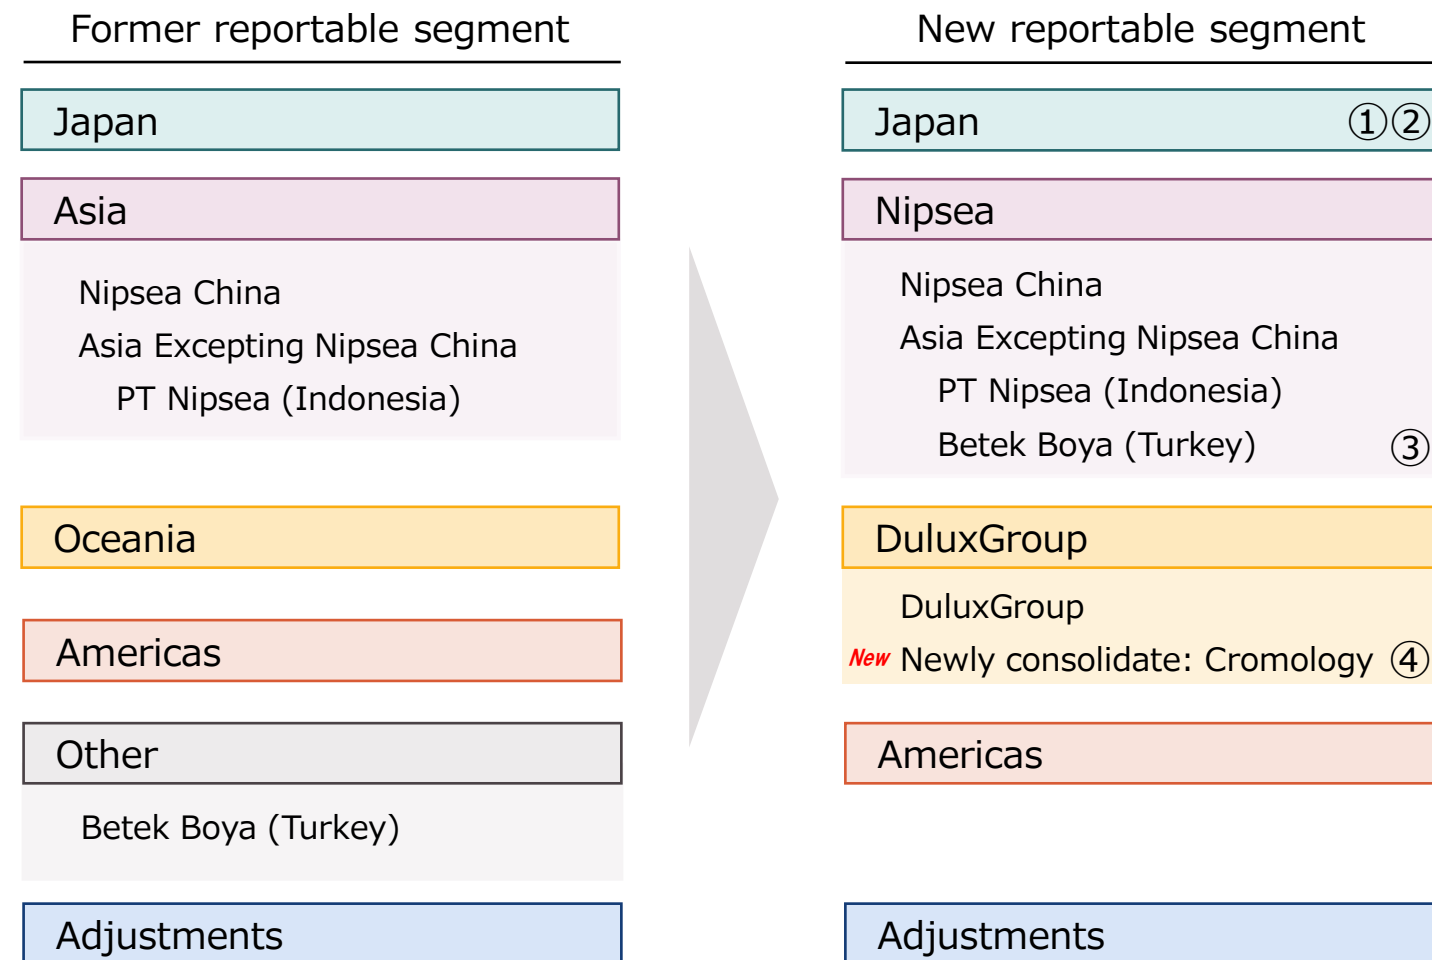 Former reportable segment
Japan
Asia
Nipsea China
Asia Excepting Nipsea China
PT Nipsea (Indonesia)
Oceania
Americas
Other
Betek Boya (Turkey)
Adjustments
New reportable segment
Japan ①②
Nipsea
Nipsea China
Asia Excepting Nipsea China
PT Nipsea (Indonesia)
Betek Boya (Turkey) ③
DuluxGroup
DuluxGroup
New Newly consolidate: Cromology ④
Americas
Adjustments